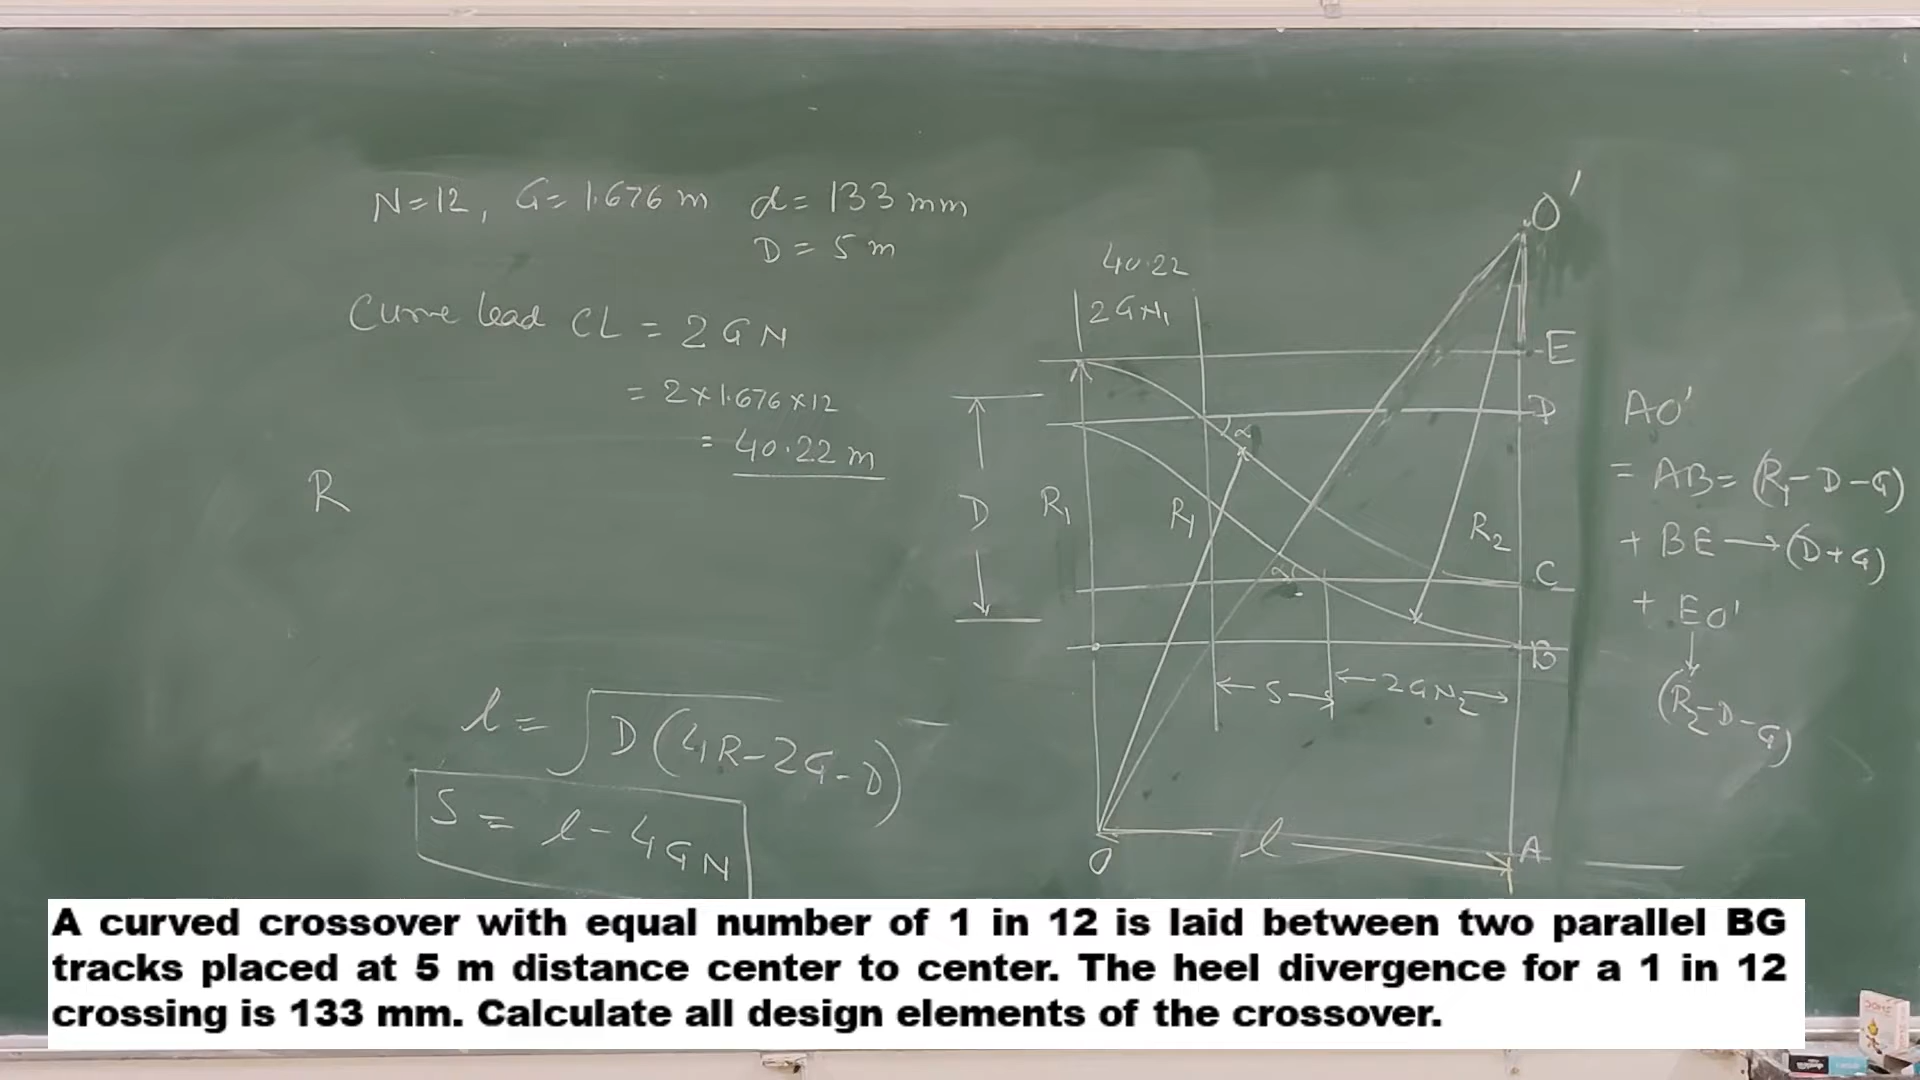 N=12, G=1.676 m d= 133 mm
D = 5 m
Curve lead CL = 2GN
= 2×1.676×12
= 40.22 m
R
l = √D(4R-2G-D)
S = l - 4GN
40.22
2GN₁
O'
E
D
α
D
R₁
R₁
R₂
α
C
B
S
2GN₂
O
l
A
AO'
= AB= (R₁-D-G)
+ BE → (D+G)
+ EO'
(R₂-D-G)
A curved crossover with equal number of 1 in 12 is laid between two parallel BG
tracks placed at 5 m distance center to center. The heel divergence for a 1 in 12
crossing is 133 mm. Calculate all design elements of the crossover.